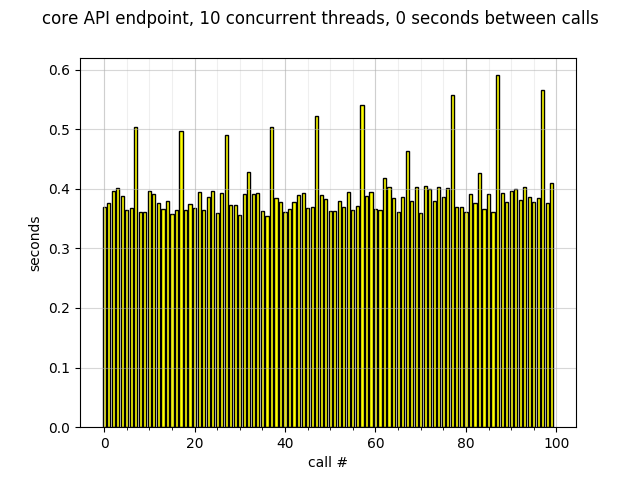 core API endpoint, 10 concurrent threads, 0 seconds between calls
0.6
0.5
0.4
0.3
0.2
0.1
0.0
seconds
0 20 40 60 80 100
call #